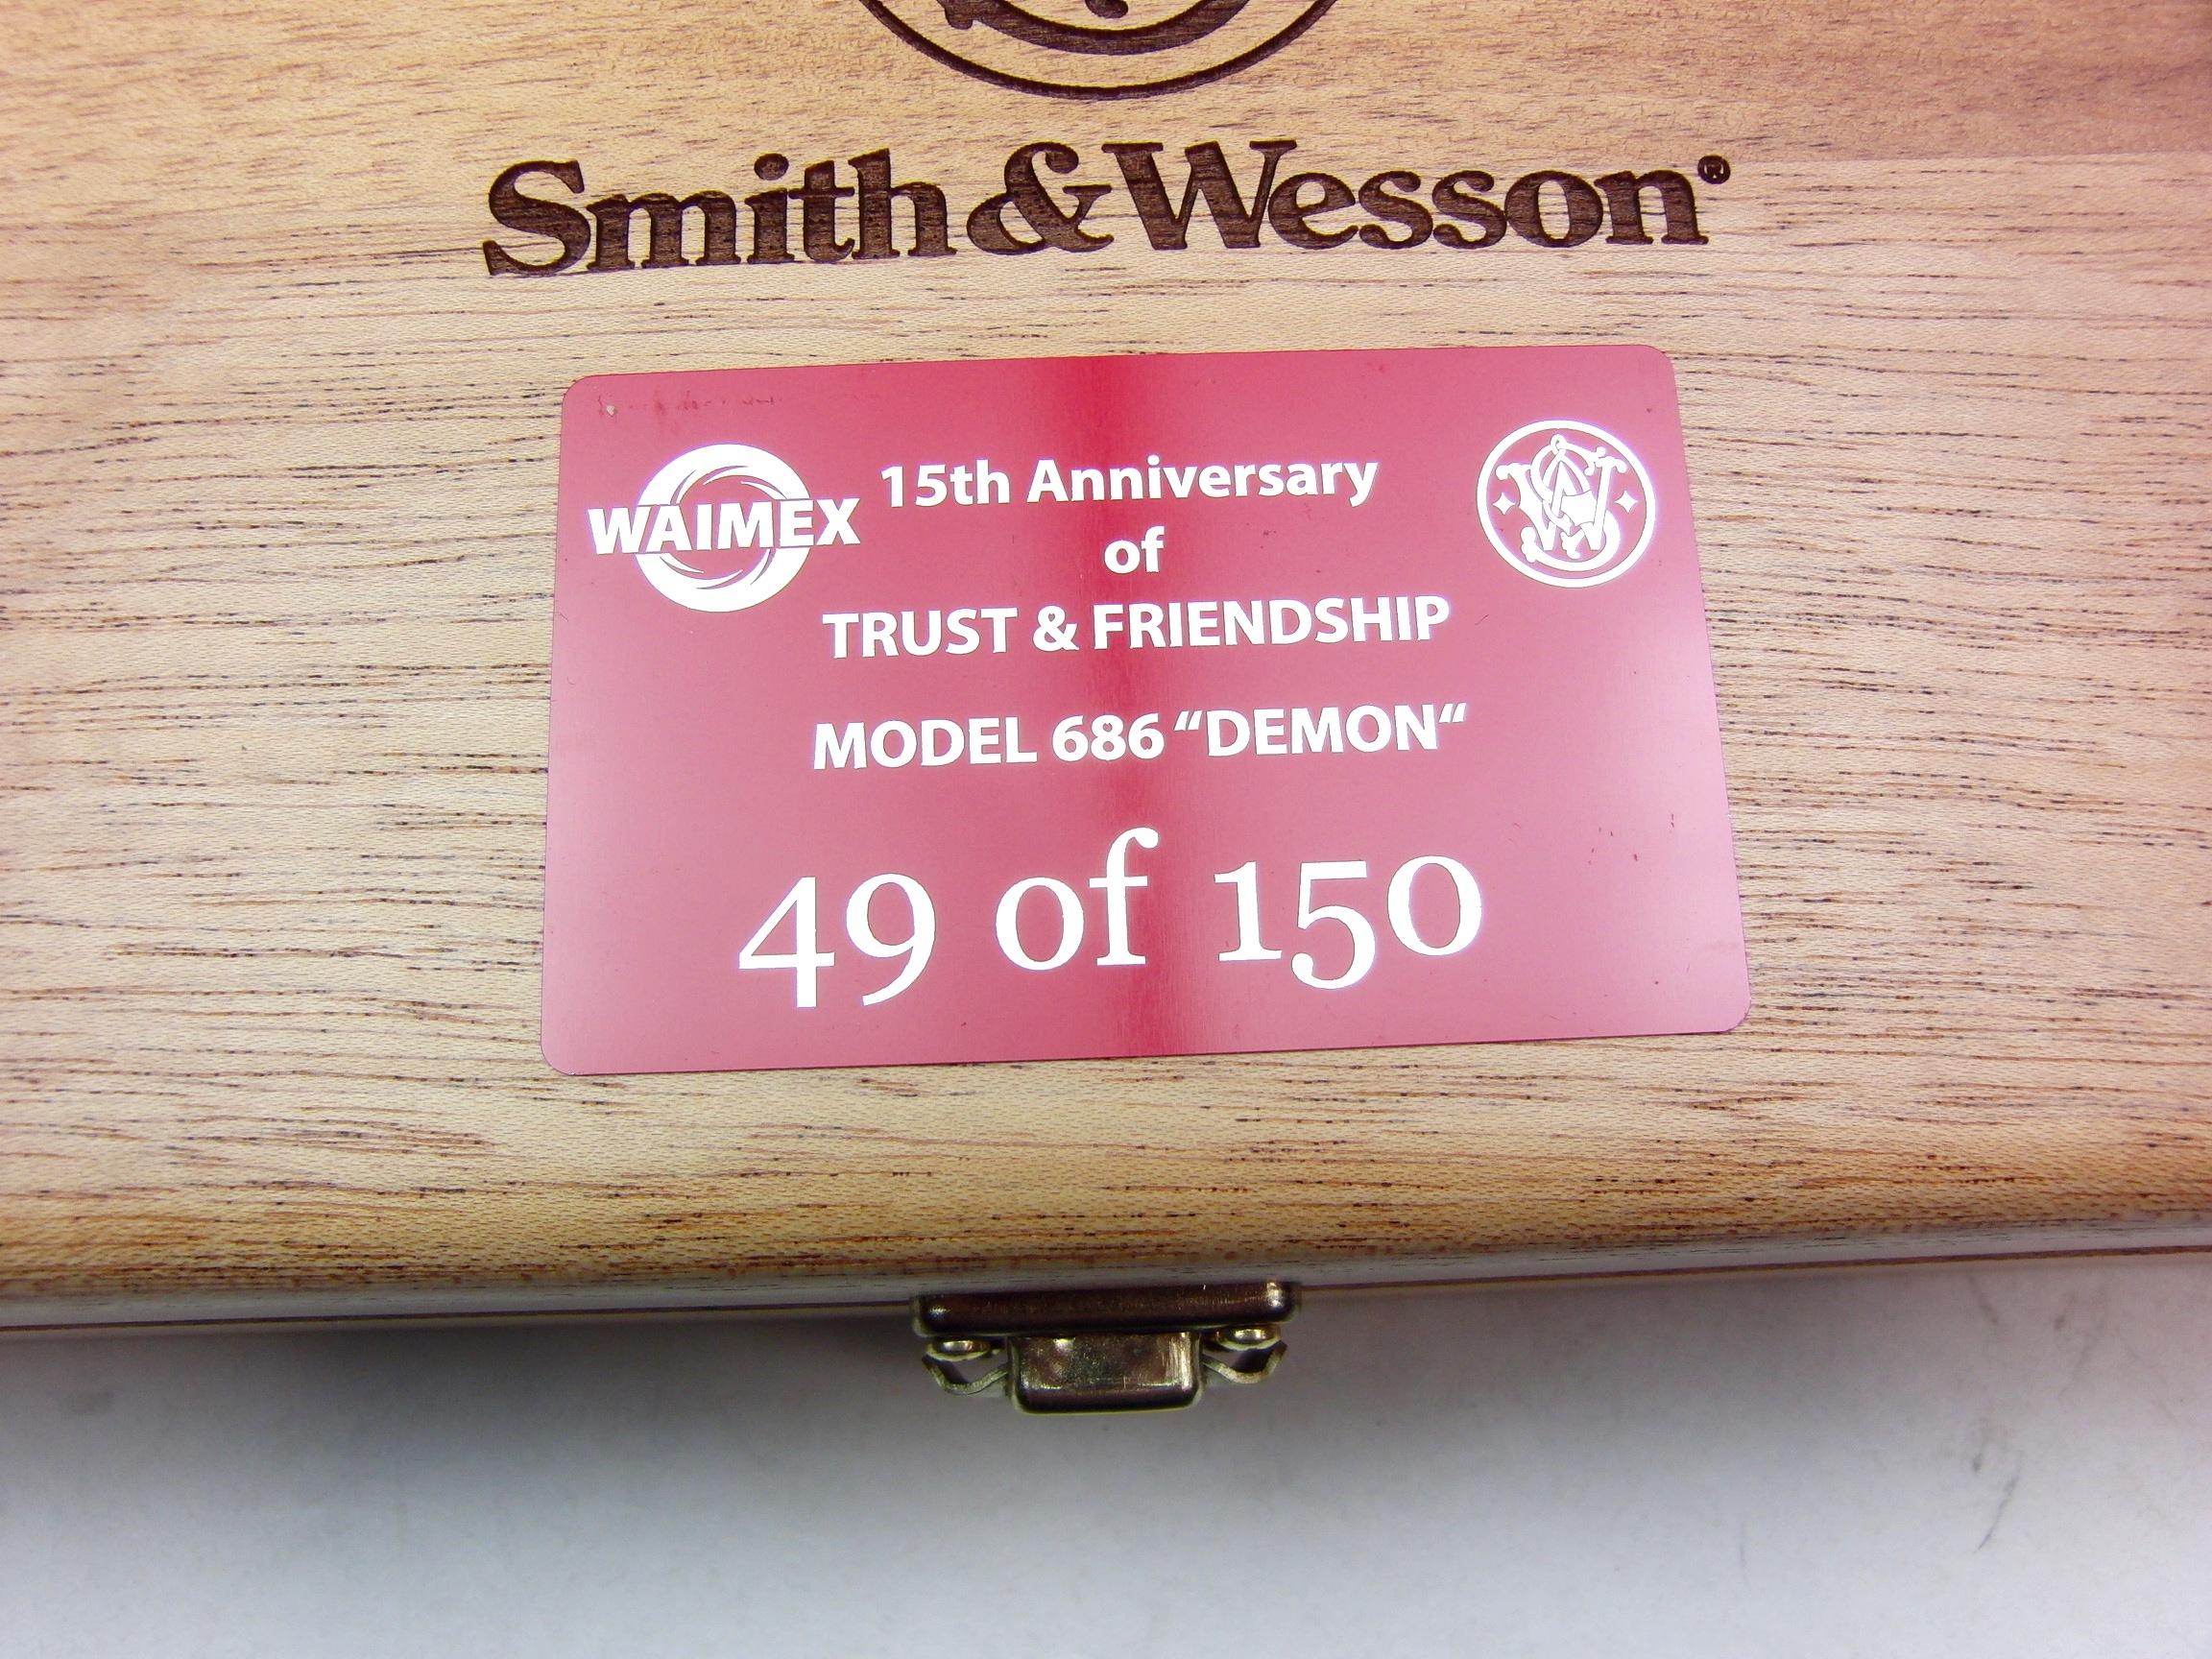 Smith & Wesson®
WAIMEX
15th Anniversary
of
TRUST & FRIENDSHIP
MODEL 686 “DEMON“
49 of 150